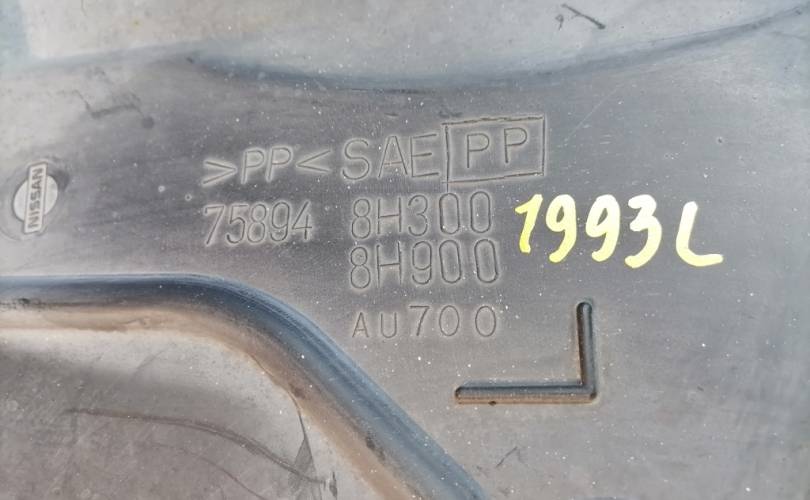 >PP< SAE PP
NISSAN
75894 8H300
8H900
AU700
1993L
L